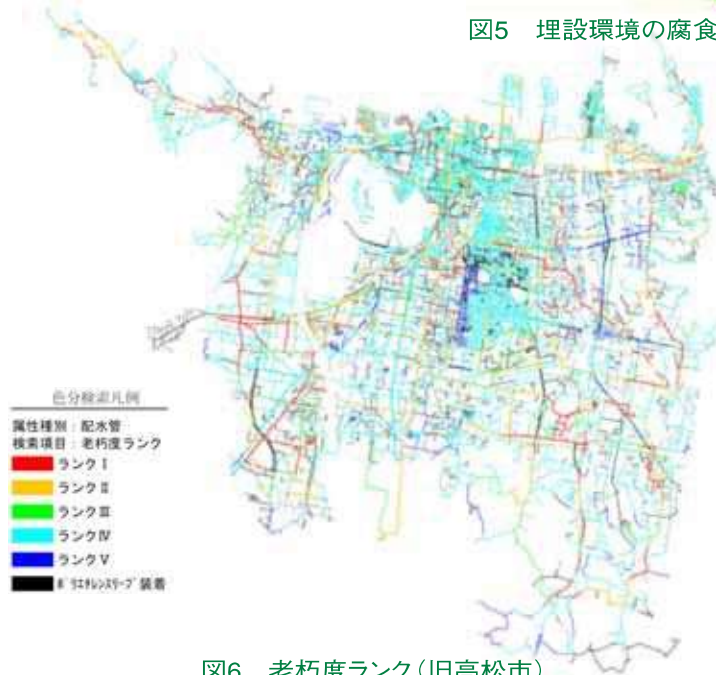 図5　埋設環境の腐食
色分検索凡例
属性種別：配水管
検索項目：老朽度ランク
ランクⅠ
ランクⅡ
ランクⅢ
ランクⅣ
ランクⅤ
ﾎﾟﾘｴﾁﾚﾝｽﾘｰﾌﾞ装着
図6　老朽度ランク（旧高松市）